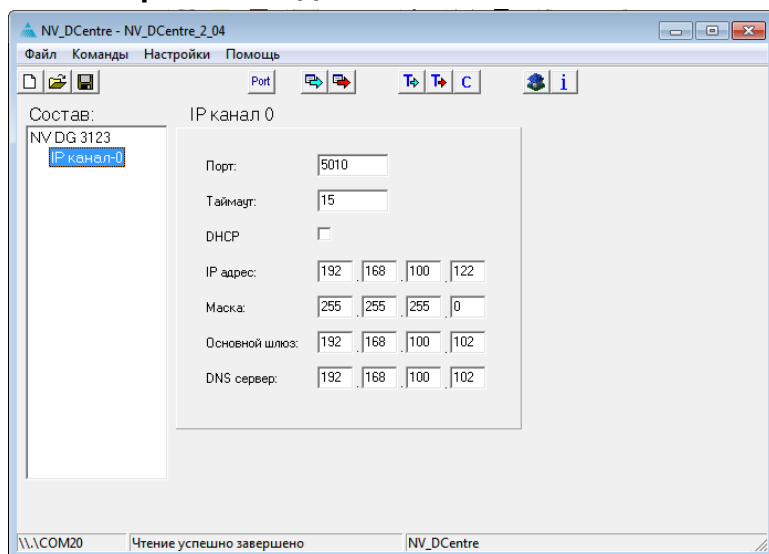 NV_DCentre - NV_DCentre_2_04
Файл Команды Настройки Помощь
Port T T C i
Состав: IP канал 0
NV DG 3123
IP канал-0
Порт: 5010
Таймаут: 15
DHCP
IP адрес: 192 . 168 . 100 . 122
Маска: 255 . 255 . 255 . 0
Основной шлюз: 192 . 168 . 100 . 102
DNS сервер: 192 . 168 . 100 . 102
\\.\COM20 Чтение успешно завершено NV_DCentre